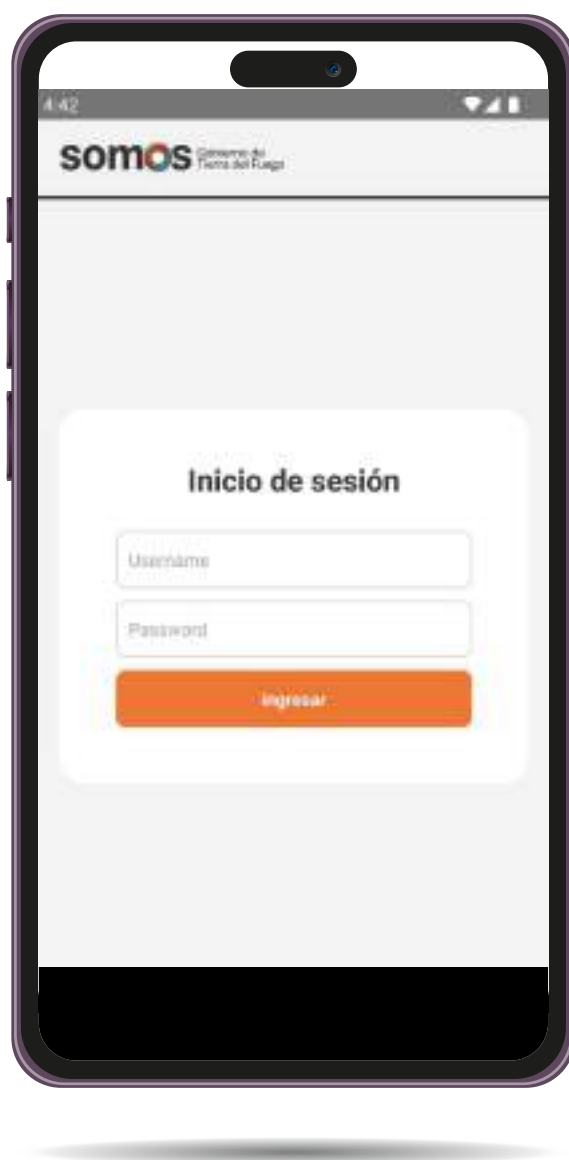 4:42
somos Gobierno de
Tierra del Fuego
Inicio de sesión
Username
Password
Ingresar